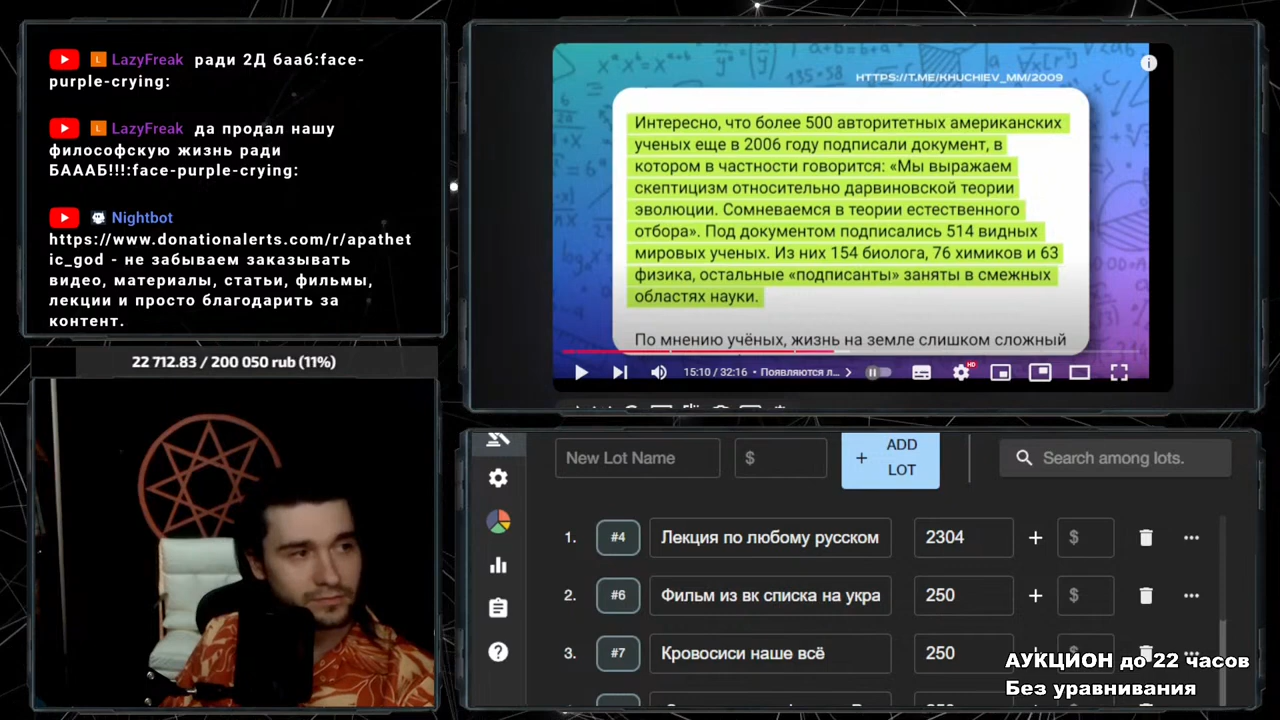 LazyFreak ради 2Д бааб:face-
purple-crying:
LazyFreak да продал нашу
философскую жизнь ради
БАААБ!!!:face-purple-crying:
Nightbot
https://www.donationalerts.com/r/apathet
ic_god - не забываем заказывать
видео, материалы, статьи, фильмы,
лекции и просто благодарить за
контент.
22 712.83 / 200 050 rub (11%)
HTTPS://T.ME/KHUCHIEV_MM/2009
Интересно, что более 500 авторитетных американских
ученых еще в 2006 году подписали документ, в
котором в частности говорится: «Мы выражаем
скептицизм относительно дарвиновской теории
эволюции. Сомневаемся в теории естественного
отбора». Под документом подписались 514 видных
мировых ученых. Из них 154 биолога, 76 химиков и 63
физика, остальные «подписанты» заняты в смежных
областях науки.
По мнению учёных, жизнь на земле слишком сложный
15:10 / 32:16 • Появляются л...
HD
New Lot Name $ + ADD LOT Search among lots.
1. #4 Лекция по любому русском 2304 + $
2. #6 Фильм из вк списка на укра 250 + $
3. #7 Кровосиси наше всё 250
АУКЦИОН до 22 часов
Без уравнивания